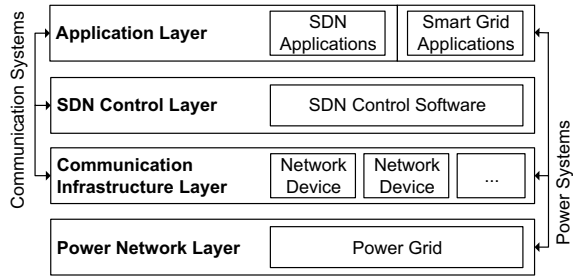 Communication Systems
Application Layer
SDN
Applications
Smart Grid
Applications
SDN Control Layer
SDN Control Software
Communication
Infrastructure Layer
Network
Device
Network
Device
...
Power Network Layer
Power Grid
Power Systems